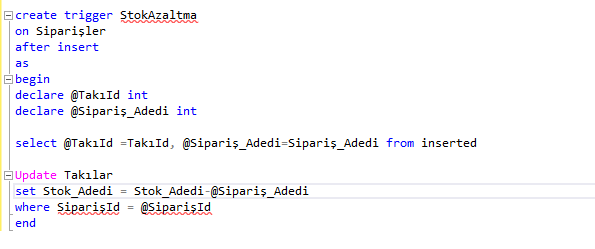 create trigger StokAzaltma
on Siparişler
after insert
as
begin
declare @TakıId int
declare @Sipariş_Adedi int
select @TakıId =TakıId, @Sipariş_Adedi=Sipariş_Adedi from inserted
Update Takılar
set Stok_Adedi = Stok_Adedi-@Sipariş_Adedi
where SiparişId = @SiparişId
end